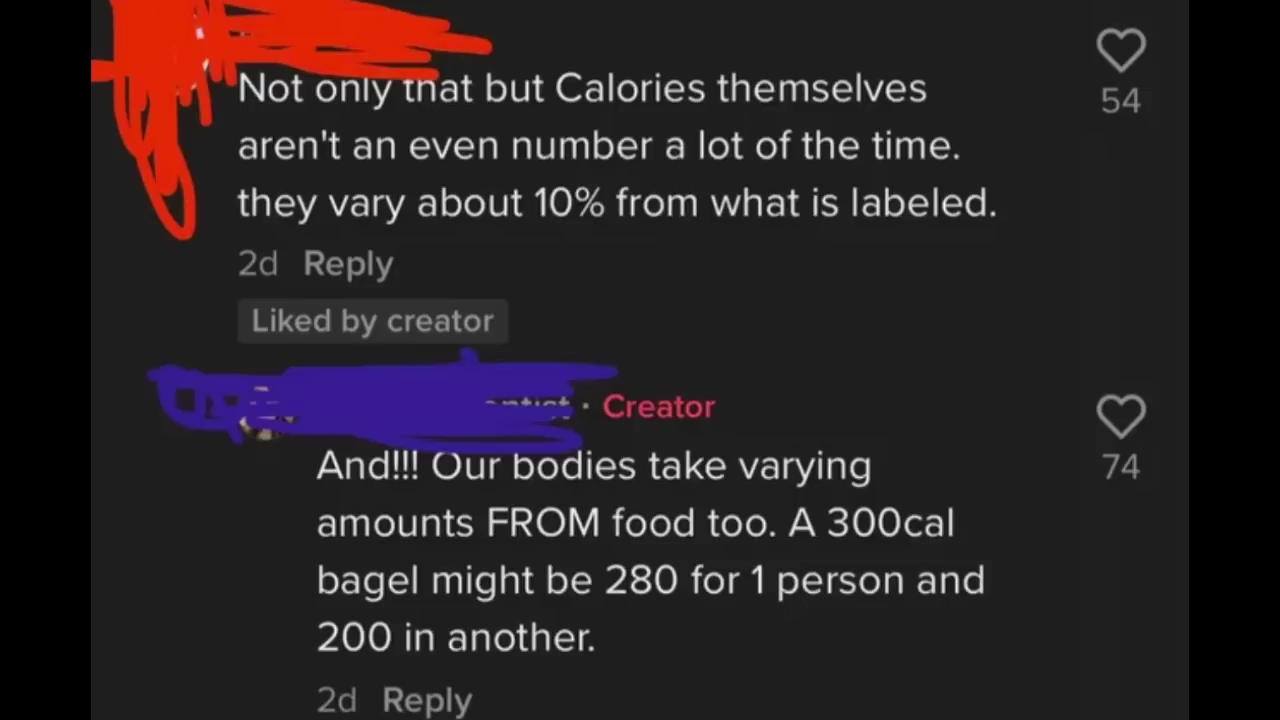 Not only that but Calories themselves
54
aren't an even number a lot of the time.
they vary about 10% from what is labeled.
2d Reply
Liked by creator
· Creator
And!!! Our bodies take varying
74
amounts FROM food too. A 300cal
bagel might be 280 for 1 person and
200 in another.
2d Reply